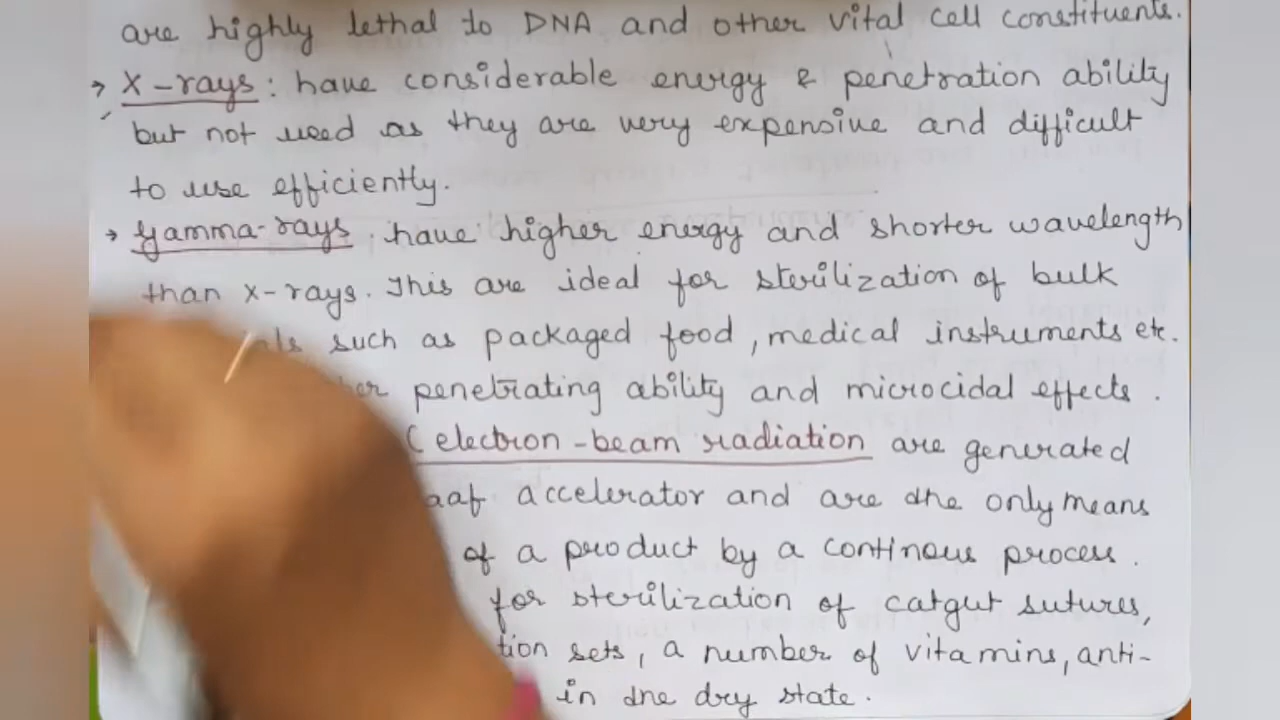 are highly lethal to DNA and other vital cell constituents.
→ X-rays: have considerable energy & penetration ability
but not used as they are very expensive and difficult
to use efficiently.
→ Gamma-rays. have higher energy and shorter wavelength
than x-rays. This are ideal for sterilization of bulk
such as packaged food, medical instruments etc.
penetrating ability and microcidal effects.
(electron-beam radiation are generated
accelerator and are the only means
of a product by a continous process.
for sterilization of catgut sutures,
sets, a number of vitamins, anti-
in the dry state.